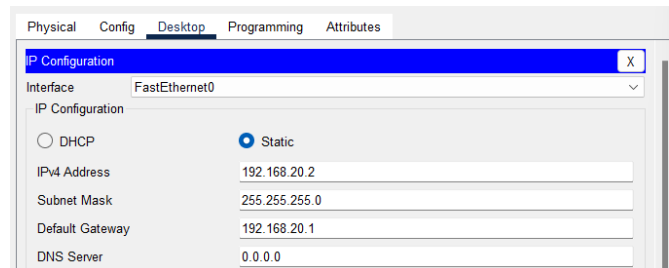 Physical Config Desktop Programming Attributes
IP Configuration X
Interface FastEthernet0
IP Configuration
DHCP Static
IPv4 Address 192.168.20.2
Subnet Mask 255.255.255.0
Default Gateway 192.168.20.1
DNS Server 0.0.0.0